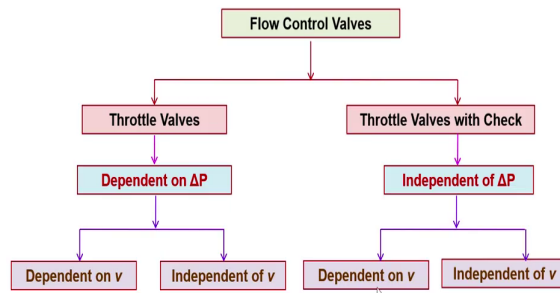 Flow Control Valves
Throttle Valves
Throttle Valves with Check
Dependent on ΔP
Independent of ΔP
Dependent on v
Independent of v
Dependent on v
Independent of v